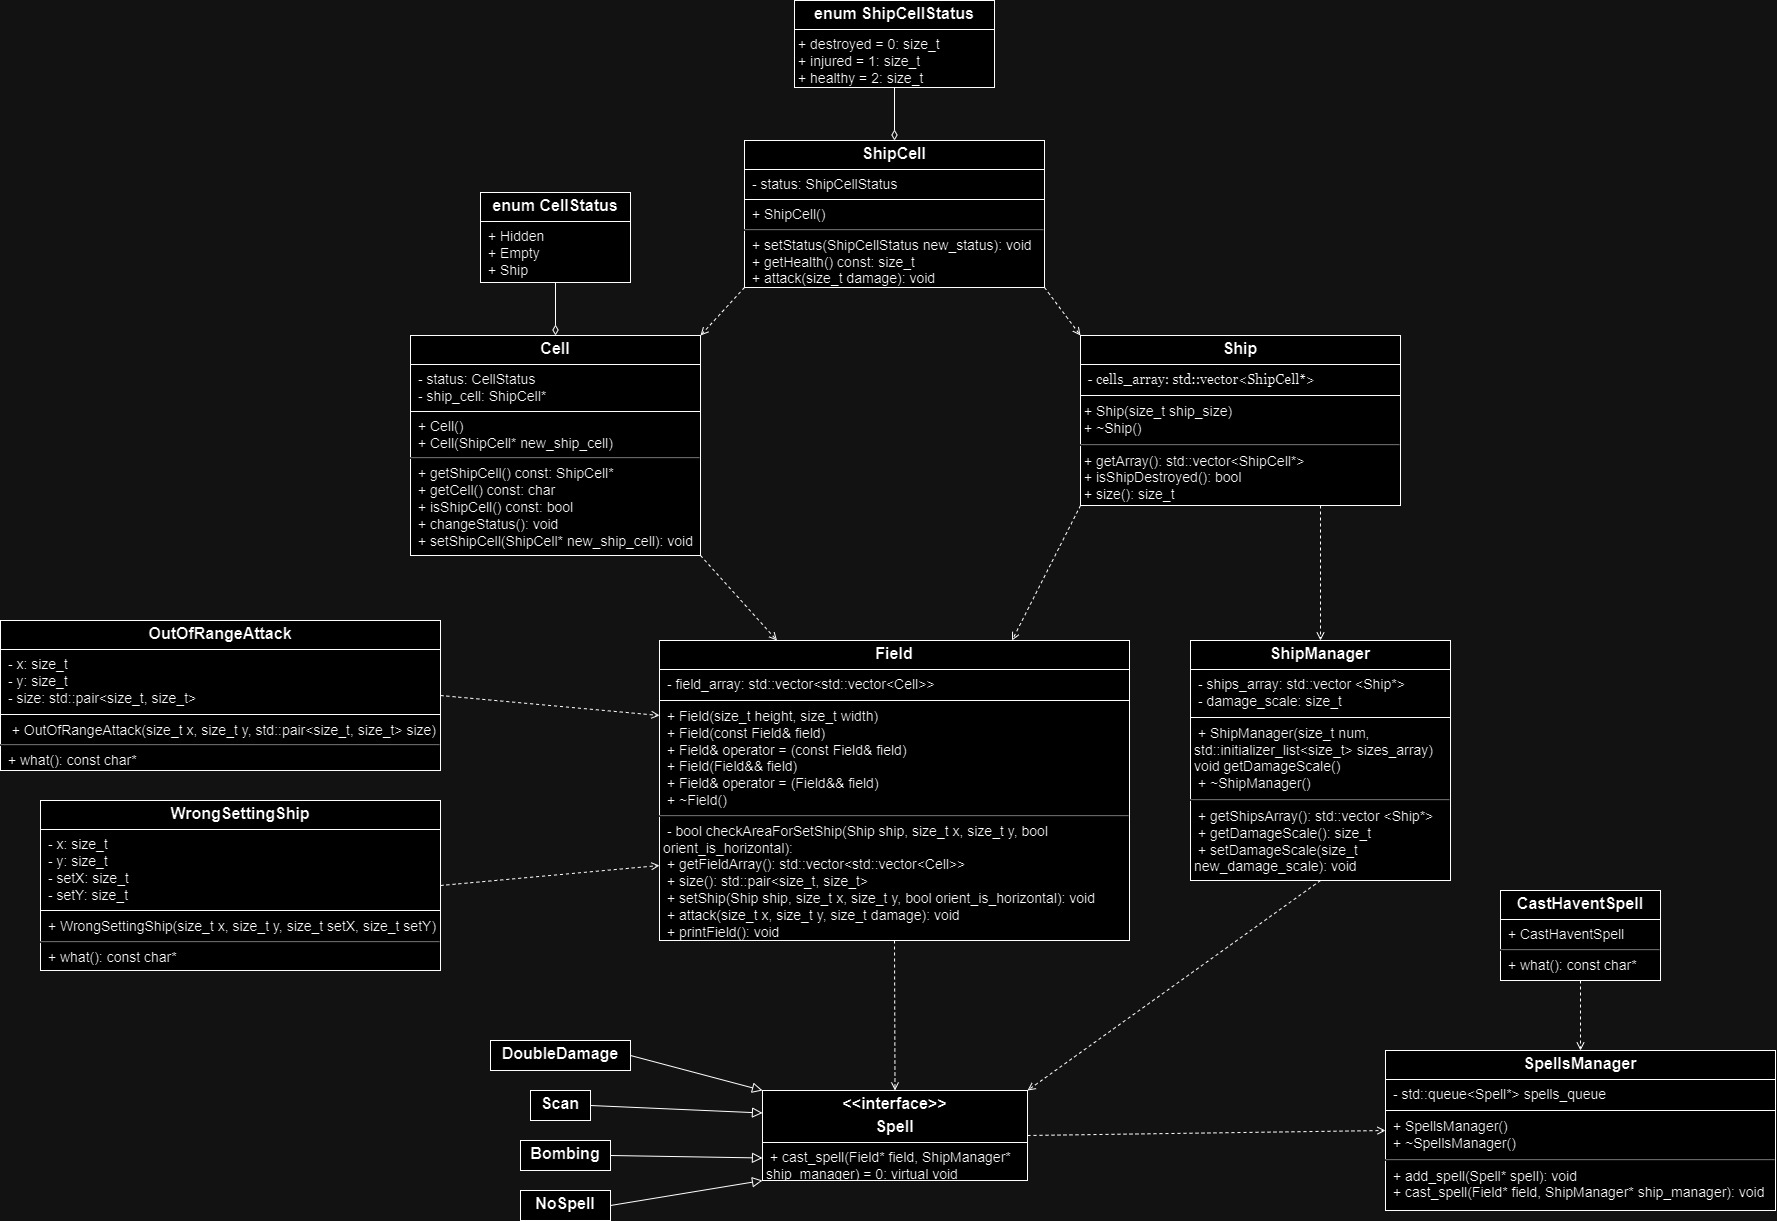 enum ShipCellStatus
+ destroyed = 0: size_t
+ injured = 1: size_t
+ healthy = 2: size_t
ShipCell
- status: ShipCellStatus
+ ShipCell()
+ setStatus(ShipCellStatus new_status): void
+ getHealth() const: size_t
+ attack(size_t damage): void
enum CellStatus
+ Hidden
+ Empty
+ Ship
Cell
- status: CellStatus
- ship_cell: ShipCell*
+ Cell()
+ Cell(ShipCell* new_ship_cell)
+ getShipCell() const: ShipCell*
+ getCell() const: char
+ isShipCell() const: bool
+ changeStatus(): void
+ setShipCell(ShipCell* new_ship_cell): void
Ship
- cells_array: std::vector<ShipCell*>
+ Ship(size_t ship_size)
+ ~Ship()
+ getArray(): std::vector<ShipCell*>
+ isShipDestroyed(): bool
+ size(): size_t
OutOfRangeAttack
- x: size_t
- y: size_t
- size: std::pair<size_t, size_t>
+ OutOfRangeAttack(size_t x, size_t y, std::pair<size_t, size_t> size)
+ what(): const char*
WrongSettingShip
- x: size_t
- y: size_t
- setX: size_t
- setY: size_t
+ WrongSettingShip(size_t x, size_t y, size_t setX, size_t setY)
+ what(): const char*
Field
- field_array: std::vector<std::vector<Cell>>
+ Field(size_t height, size_t width)
+ Field(const Field& field)
+ Field& operator = (const Field& field)
+ Field(Field&& field)
+ Field& operator = (Field&& field)
+ ~Field()
- bool checkAreaForSetShip(Ship ship, size_t x, size_t y, bool
orient_is_horizontal):
+ getFieldArray(): std::vector<std::vector<Cell>>
+ size(): std::pair<size_t, size_t>
+ setShip(Ship ship, size_t x, size_t y, bool orient_is_horizontal): void
+ attack(size_t x, size_t y, size_t damage): void
+ printField(): void
ShipManager
- ships_array: std::vector <Ship*>
- damage_scale: size_t
+ ShipManager(size_t num,
std::initializer_list<size_t> sizes_array)
void getDamageScale()
+ ~ShipManager()
+ getShipsArray(): std::vector <Ship*>
+ getDamageScale(): size_t
+ setDamageScale(size_t
new_damage_scale): void
CastHaventSpell
+ CastHaventSpell
+ what(): const char*
DoubleDamage
Scan
Bombing
NoSpell
<<interface>>
Spell
+ cast_spell(Field* field, ShipManager*
ship_manager) = 0: virtual void
SpellsManager
- std::queue<Spell*> spells_queue
+ SpellsManager()
+ ~SpellsManager()
+ add_spell(Spell* spell): void
+ cast_spell(Field* field, ShipManager* ship_manager): void